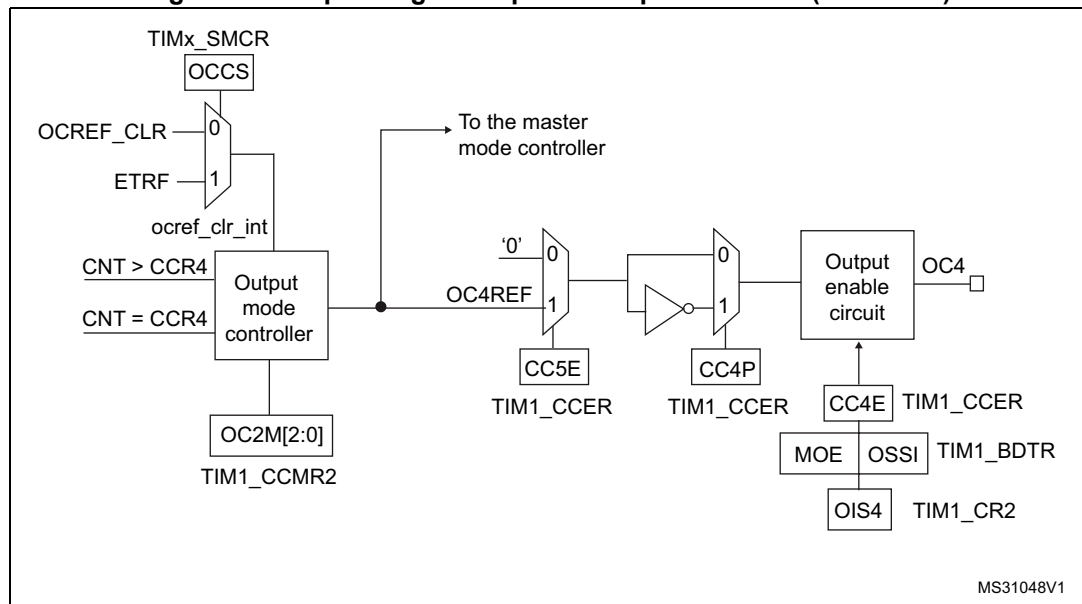 TIMx_SMCR
OCCS
To the master
mode controller
OCREF_CLR
0
ETRF
1
ocref_clr_int
CNT > CCR4
CNT = CCR4
Output
mode
controller
'0'
0
OC4REF
1
0
1
Output
enable
circuit
OC4
CC5E
TIM1_CCER
CC4P
TIM1_CCER
CC4E
TIM1_CCER
MOE
OSSI
TIM1_BDTR
OIS4
TIM1_CR2
OC2M[2:0]
TIM1_CCMR2
MS31048V1